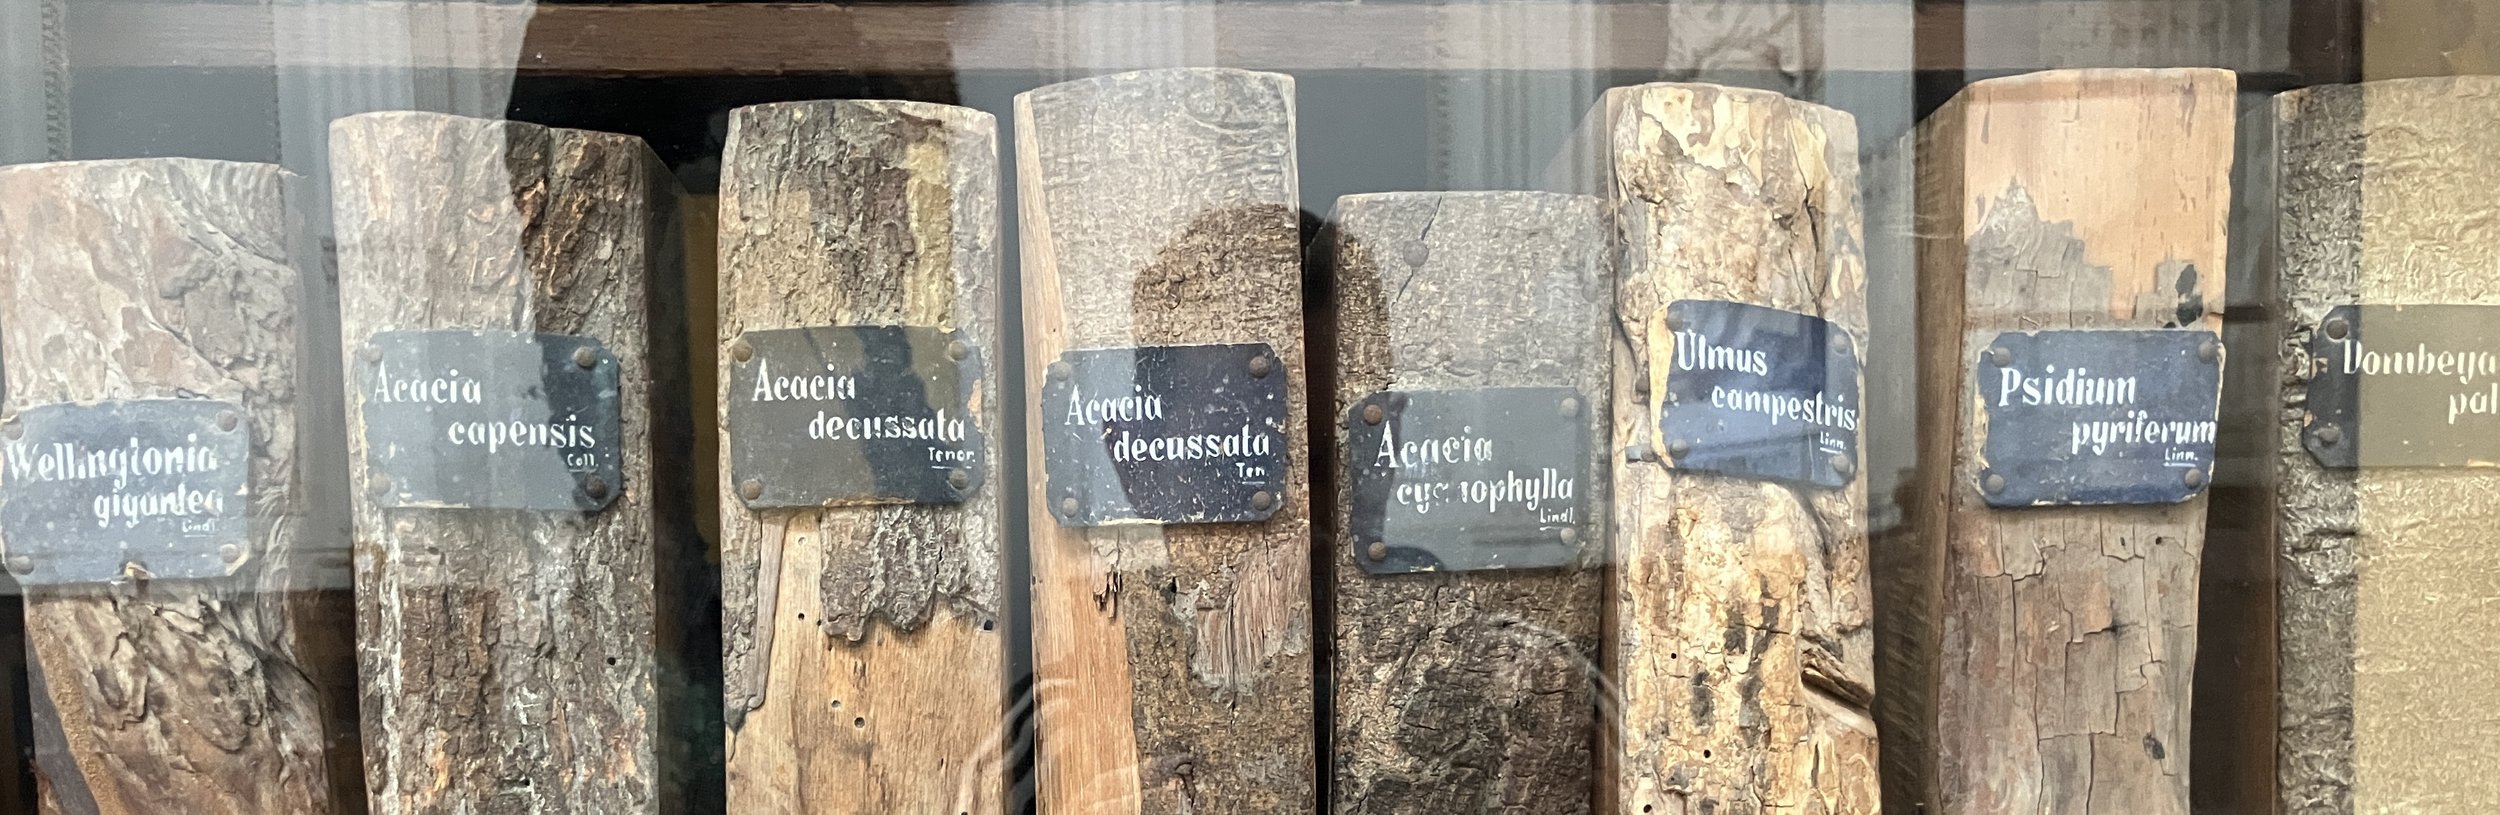 Wellingtonia
gigantea
Lindl.
Acacia
capensis
Coll.
Acacia
decussata
Tenor.
Acacia
decussata
Ten.
Acacia
Lindl.
Ulmus
campestris
Linn.
Psidium
pyriferum
Linn.
Dombeya
pal